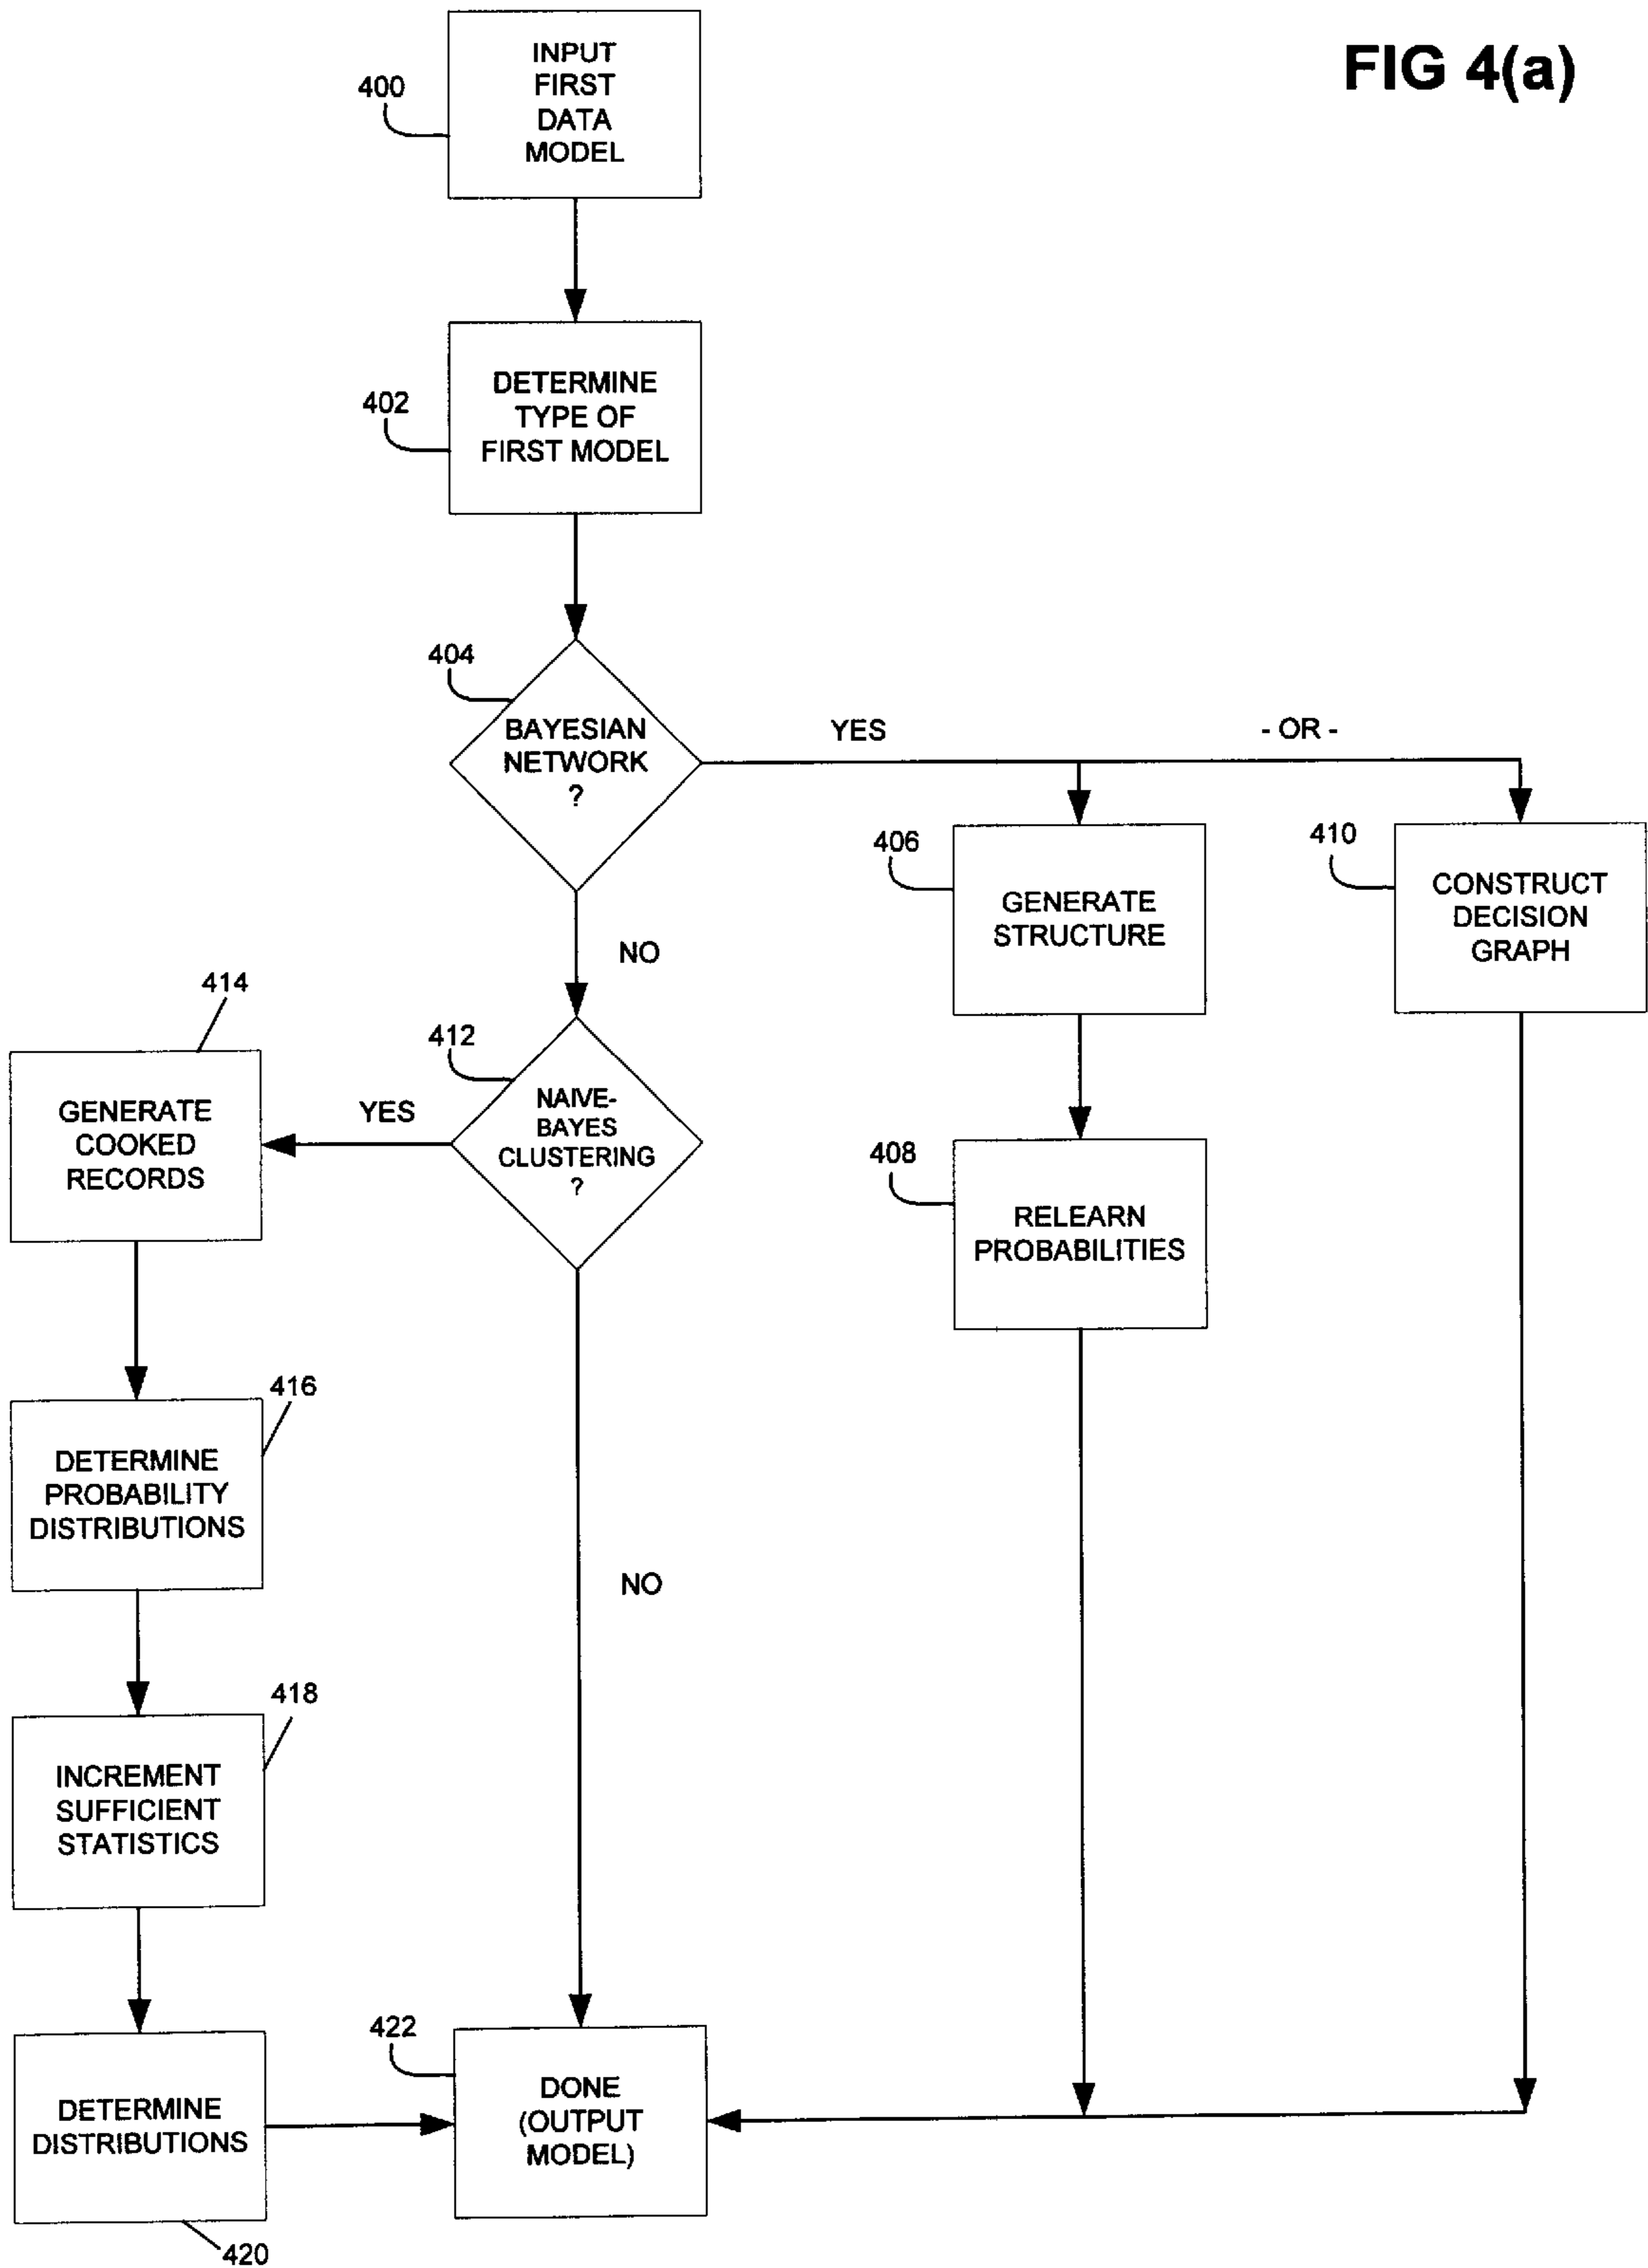 FIG 4(a)
400
INPUT
FIRST
DATA
MODEL
402
DETERMINE
TYPE OF
FIRST MODEL
404
BAYESIAN
NETWORK
?
YES
- OR -
406
GENERATE
STRUCTURE
410
CONSTRUCT
DECISION
GRAPH
NO
414
GENERATE
COOKED
RECORDS
YES
412
NAIVE-
BAYES
CLUSTERING
?
408
RELEARN
PROBABILITIES
416
DETERMINE
PROBABILITY
DISTRIBUTIONS
NO
418
INCREMENT
SUFFICIENT
STATISTICS
420
DETERMINE
DISTRIBUTIONS
422
DONE
(OUTPUT
MODEL)